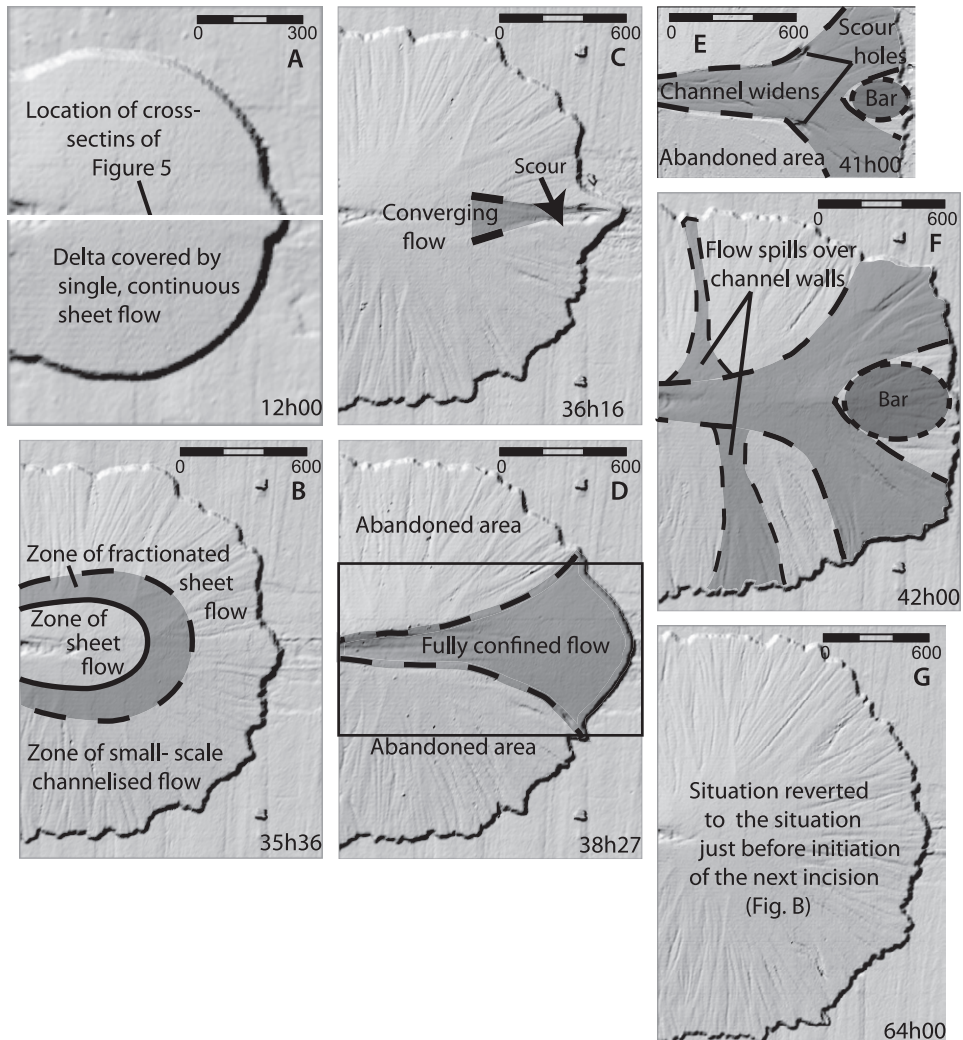 0 300
A
Location of cross-
sectins of
Figure 5
Delta covered by
single, continuous
sheet flow
12h00
0 600
B
Zone of fractionated
sheet
flow
Zone of
sheet
flow
Zone of small- scale
channelised flow
35h36
0 600
C
Scour
Converging
flow
36h16
0 600
D
Abandoned area
Fully confined flow
Abandoned area
38h27
0 600
E
Scour
holes
Channel widens
Bar
Abandoned area
41h00
0 600
F
Flow spills over
channel walls
Bar
42h00
0 600
G
Situation reverted
to the situation
just before initiation
of the next incision
(Fig. B)
64h00